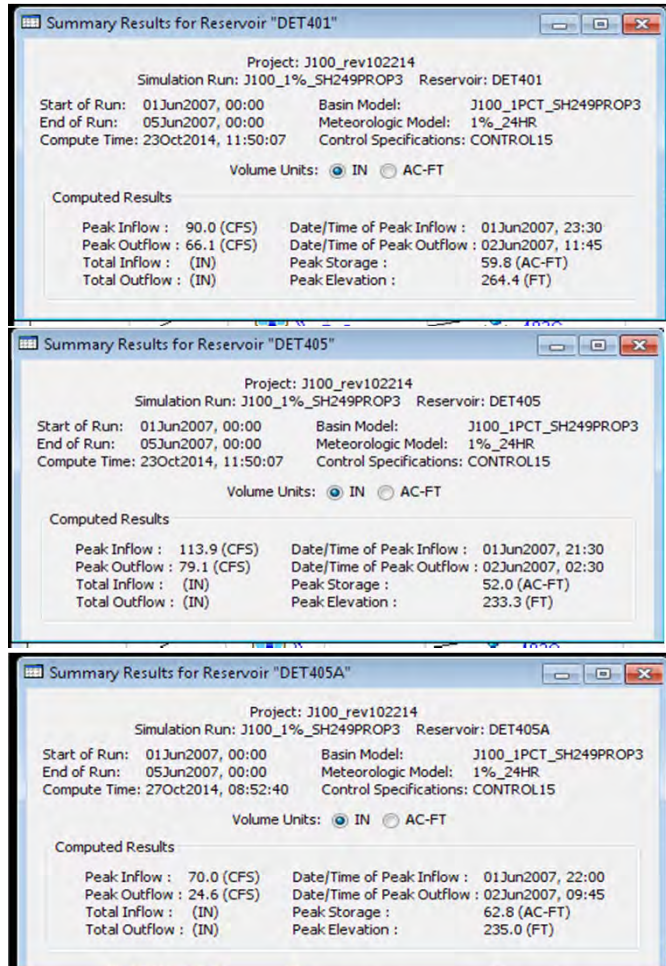 Summary Results for Reservoir "DET401"
Project: J100_rev102214
Simulation Run: J100_1%_SH249PROP3 Reservoir: DET401
Start of Run: 01Jun2007, 00:00 Basin Model: J100_1PCT_SH249PROP3
End of Run: 05Jun2007, 00:00 Meteorologic Model: 1%_24HR
Compute Time: 23Oct2014, 11:50:07 Control Specifications: CONTROL15
Volume Units: IN AC-FT
Computed Results
Peak Inflow : 90.0 (CFS) Date/Time of Peak Inflow : 01Jun2007, 23:30
Peak Outflow : 66.1 (CFS) Date/Time of Peak Outflow : 02Jun2007, 11:45
Total Inflow : (IN) Peak Storage : 59.8 (AC-FT)
Total Outflow : (IN) Peak Elevation : 264.4 (FT)
Summary Results for Reservoir "DET405"
Project: J100_rev102214
Simulation Run: J100_1%_SH249PROP3 Reservoir: DET405
Start of Run: 01Jun2007, 00:00 Basin Model: J100_1PCT_SH249PROP3
End of Run: 05Jun2007, 00:00 Meteorologic Model: 1%_24HR
Compute Time: 23Oct2014, 11:50:07 Control Specifications: CONTROL15
Volume Units: IN AC-FT
Computed Results
Peak Inflow : 113.9 (CFS) Date/Time of Peak Inflow : 01Jun2007, 21:30
Peak Outflow : 79.1 (CFS) Date/Time of Peak Outflow : 02Jun2007, 02:30
Total Inflow : (IN) Peak Storage : 52.0 (AC-FT)
Total Outflow : (IN) Peak Elevation : 233.3 (FT)
Summary Results for Reservoir "DET405A"
Project: J100_rev102214
Simulation Run: J100_1%_SH249PROP3 Reservoir: DET405A
Start of Run: 01Jun2007, 00:00 Basin Model: J100_1PCT_SH249PROP3
End of Run: 05Jun2007, 00:00 Meteorologic Model: 1%_24HR
Compute Time: 27Oct2014, 08:52:40 Control Specifications: CONTROL15
Volume Units: IN AC-FT
Computed Results
Peak Inflow : 70.0 (CFS) Date/Time of Peak Inflow : 01Jun2007, 22:00
Peak Outflow : 24.6 (CFS) Date/Time of Peak Outflow : 02Jun2007, 09:45
Total Inflow : (IN) Peak Storage : 62.8 (AC-FT)
Total Outflow : (IN) Peak Elevation : 235.0 (FT)